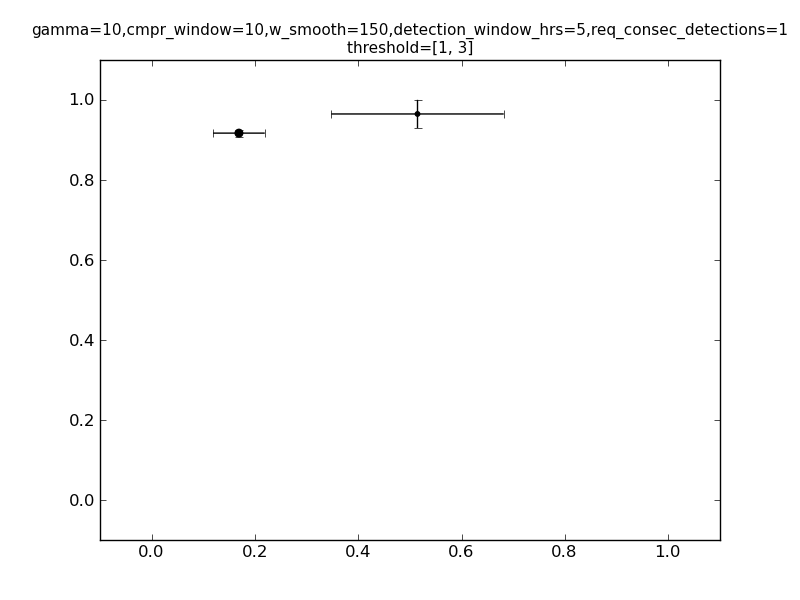 gamma=10,cmpr_window=10,w_smooth=150,detection_window_hrs=5,req_consec_detections=1
threshold=[1, 3]
1.0
0.8
0.6
0.4
0.2
0.0
0.0 0.2 0.4 0.6 0.8 1.0